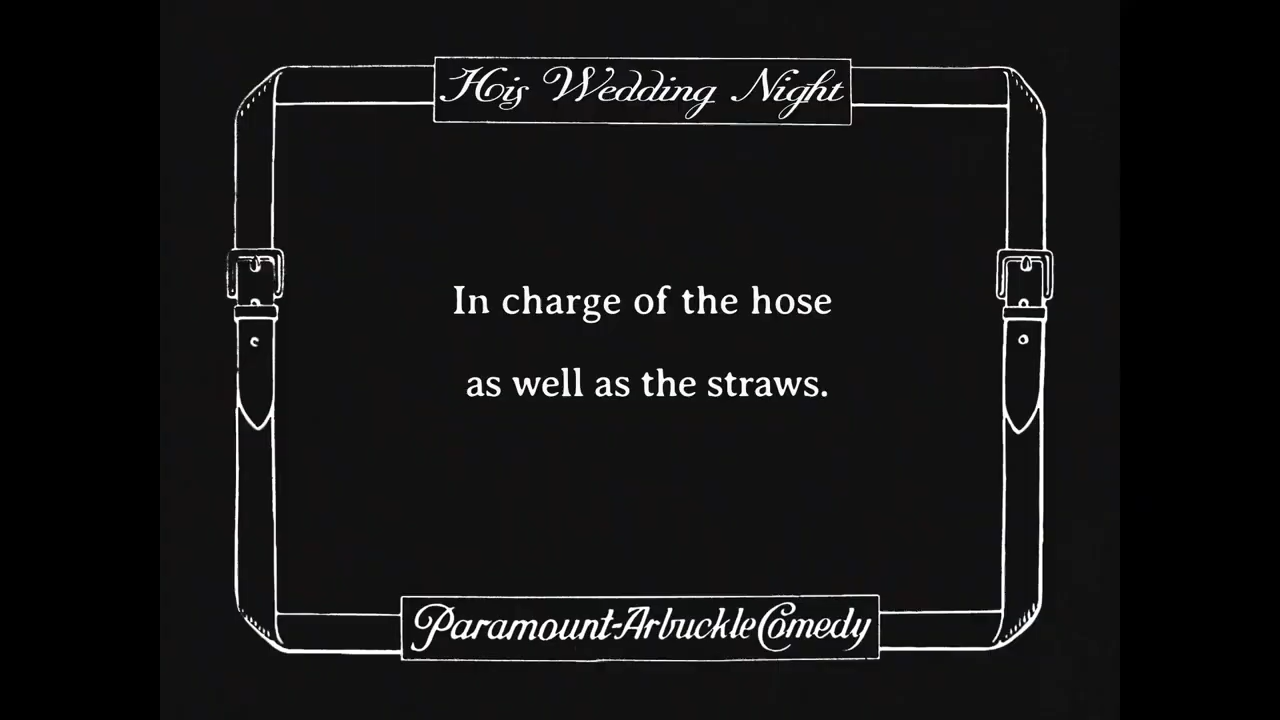 His Wedding Night
In charge of the hose
as well as the straws.
Paramount-Arbuckle Comedy